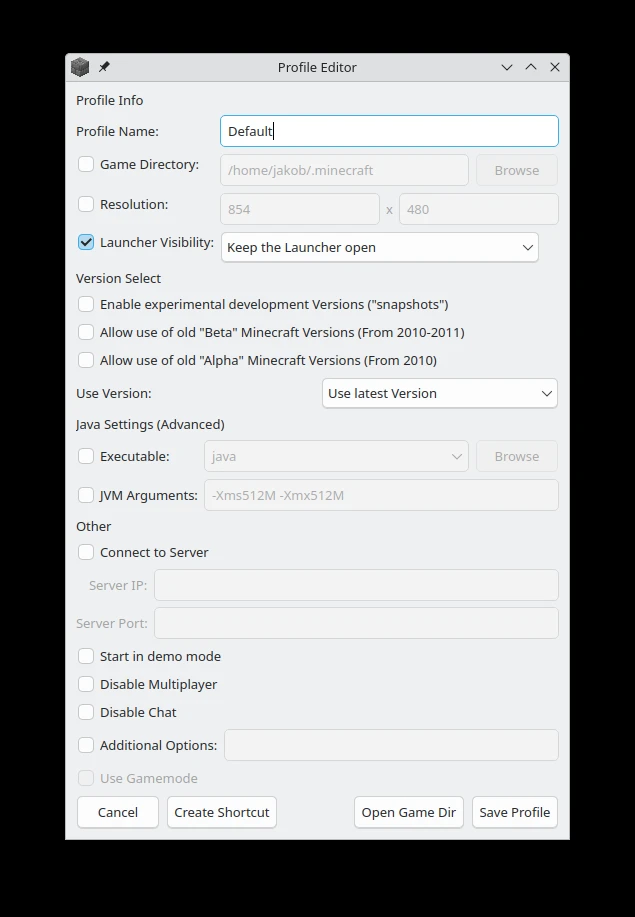 Profile Editor
Profile Info
Profile Name: Default
Game Directory: /home/jakob/.minecraft Browse
Resolution: 854 x 480
Launcher Visibility: Keep the Launcher open
Version Select
Enable experimental development Versions ("snapshots")
Allow use of old "Beta" Minecraft Versions (From 2010-2011)
Allow use of old "Alpha" Minecraft Versions (From 2010)
Use Version: Use latest Version
Java Settings (Advanced)
Executable: java Browse
JVM Arguments: -Xms512M -Xmx512M
Other
Connect to Server
Server IP:
Server Port:
Start in demo mode
Disable Multiplayer
Disable Chat
Additional Options:
Use Gamemode
Cancel Create Shortcut Open Game Dir Save Profile